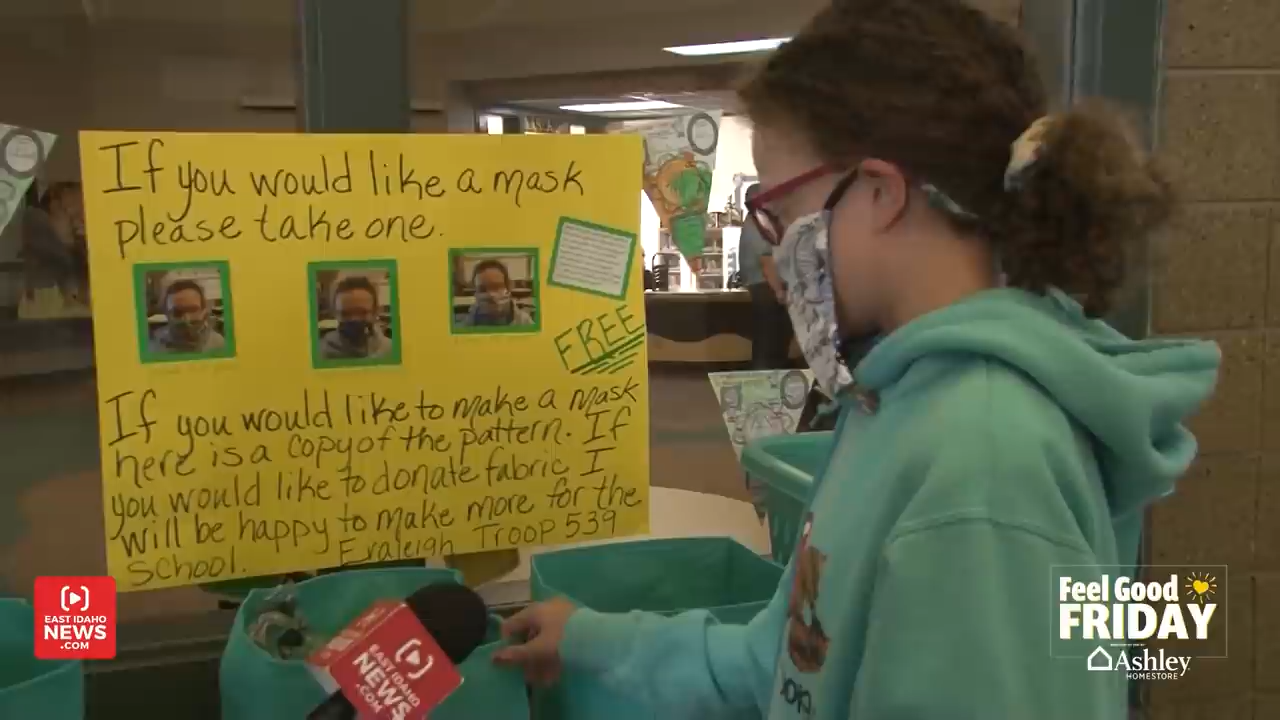 If you would like a mask
please take one.
FREE
If you would like to make a mask
here is a copy of the pattern. If
you would like to donate fabric I
will be happy to make more for the
school. Evaleigh Troop 539
EAST IDAHO
NEWS
.COM
EAST IDAHO
NEWS
.COM
Feel Good
FRIDAY
Ashley
HOMESTORE